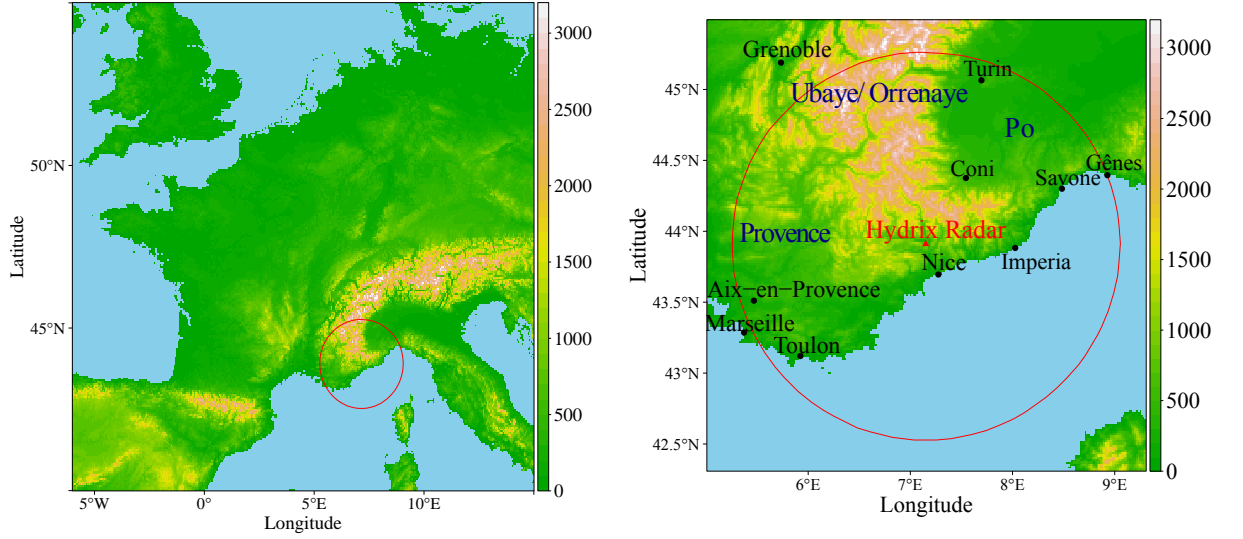 3000
2500
2000
1500
1000
500
0
50°N
45°N
Latitude
5°W
0°
5°E
10°E
Longitude
3000
2500
2000
1500
1000
500
0
45°N
44.5°N
44°N
43.5°N
43°N
42.5°N
Latitude
Grenoble
Turin
Ubaye/ Orrenaye
Po
Coni
Gênes
Savone
Provence
Hydrix Radar
Nice
Imperia
Aix−en−Provence
Marseille
Toulon
6°E
7°E
8°E
9°E
Longitude